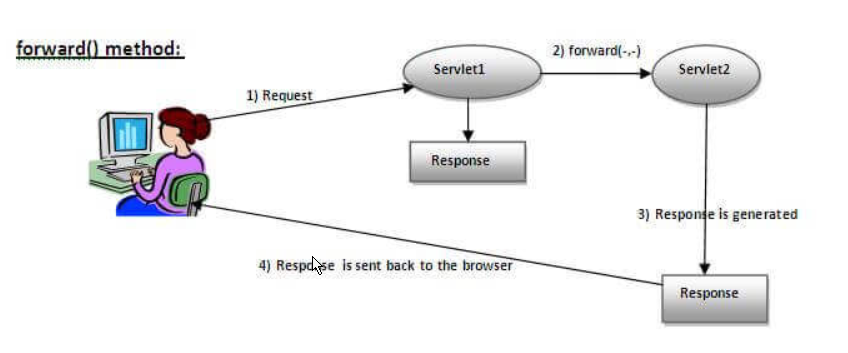 forward() method:
2) forward(-,-)
Servlet1
Servlet2
1) Request
Response
3) Response is generated
4) Response is sent back to the browser
Response